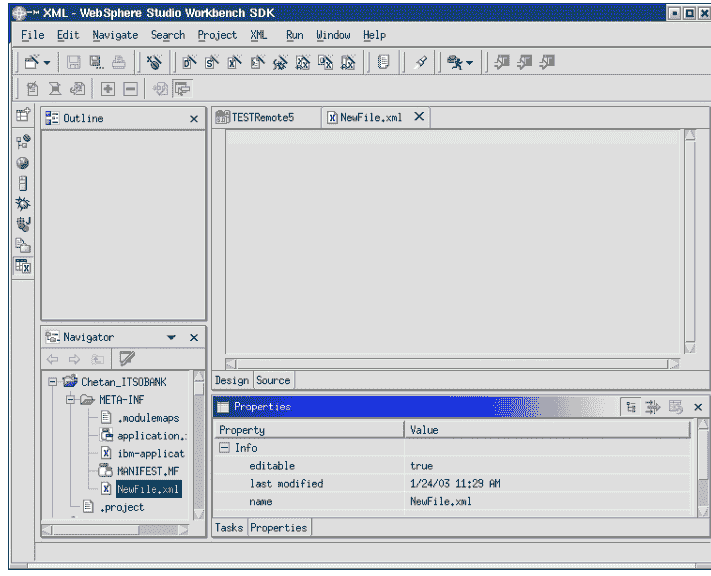 XML - WebSphere Studio Workbench SDK
File Edit Navigate Search Project XML Run Window Help
Outline
TESTRemote5
NewFile.xml
Navigator
Chetan_ITSOBANK
META-INF
.modulemaps
application.
ibm-applicat
MANIFEST.MF
NewFile.xml
.project
Design Source
Properties
Property Value
Info
editable true
last modified 1/24/03 11:29 AM
name NewFile.xml
Tasks Properties